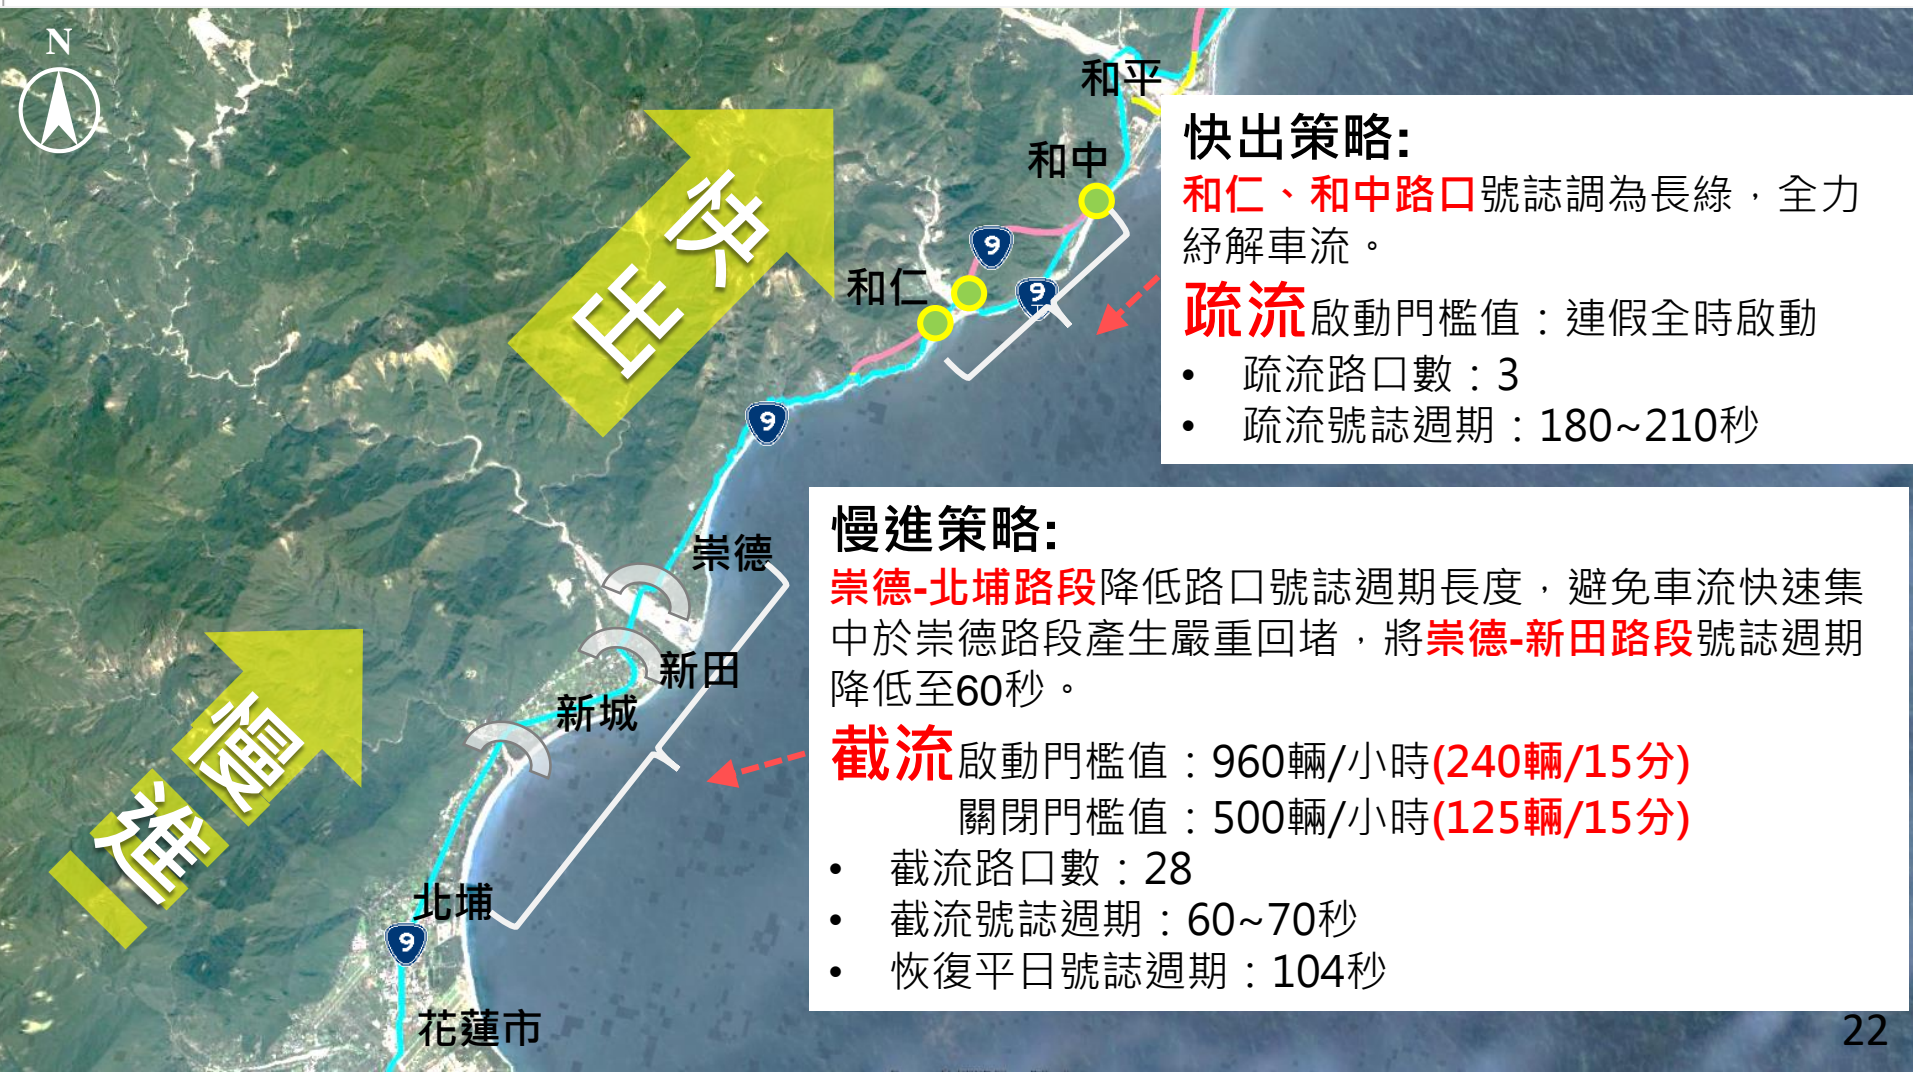 N
和平
和中
和仁
快
出
9
9
9
崇德
新田
新城
慢
進
北埔
9
花蓮市
快出策略:
和仁、和中路口號誌調為長綠，全力
紓解車流。
疏流啟動門檻值：連假全時啟動
• 疏流路口數：3
• 疏流號誌週期：180~210秒
慢進策略:
崇德-北埔路段降低路口號誌週期長度，避免車流快速集
中於崇德路段產生嚴重回堵，將崇德-新田路段號誌週期
降低至60秒。
截流啟動門檻值：960輛/小時(240輛/15分)
關閉門檻值：500輛/小時(125輛/15分)
• 截流路口數：28
• 截流號誌週期：60~70秒
• 恢復平日號誌週期：104秒
22